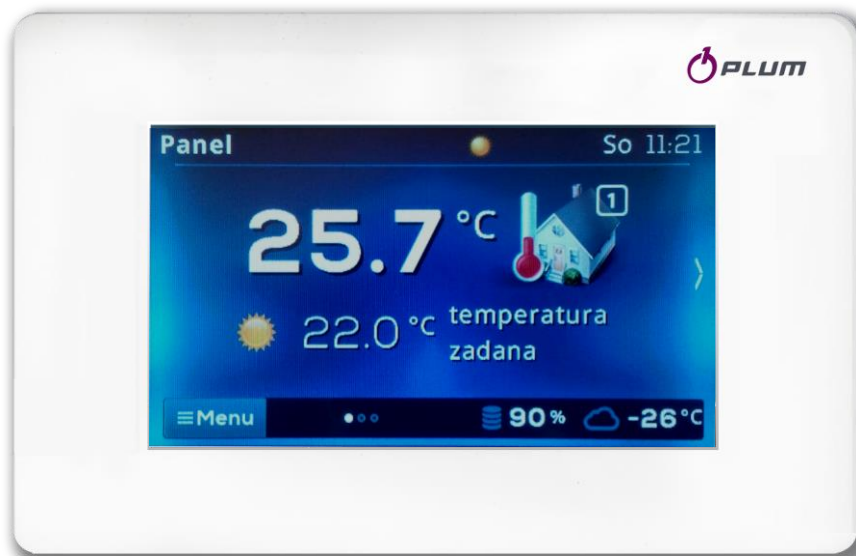 PLUM
Panel So 11:21
25.7 °C 1
22.0 °C temperatura
zadana
Menu 90% -26°C